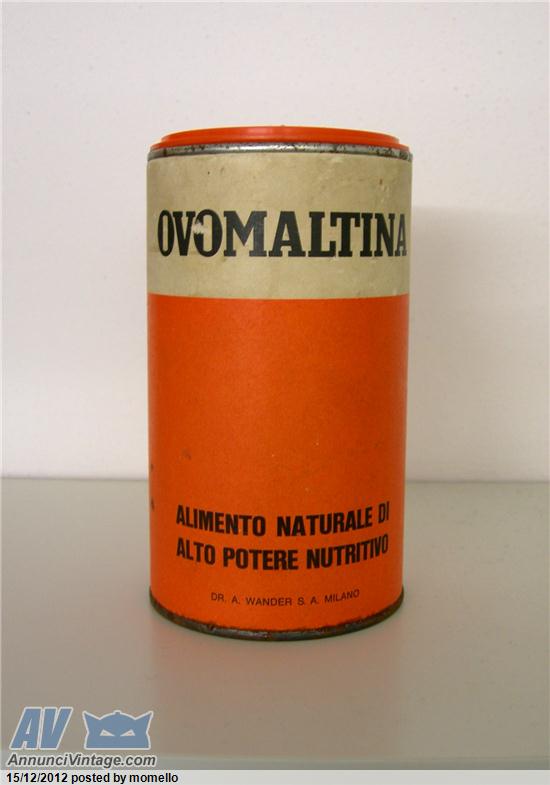 OVOMALTINA
ALIMENTO NATURALE DI
ALTO POTERE NUTRITIVO
DR. A. WANDER S. A. MILANO
AV
AnnunciVintage.com
15/12/2012 posted by momello